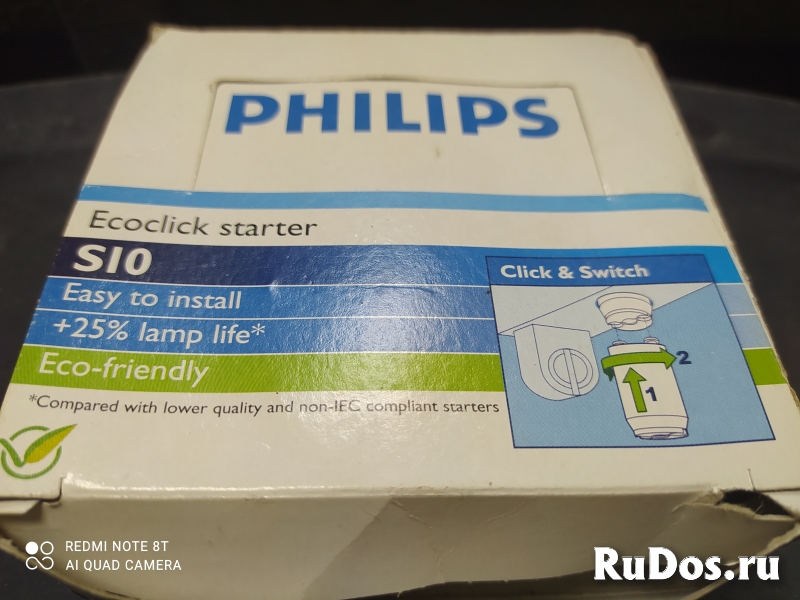 PHILIPS
Ecoclick starter
S10
Easy to install
+25% lamp life*
Eco-friendly
*Compared with lower quality and non-IEC compliant starters
Click & Switch
2
1
REDMI NOTE 8T
AI QUAD CAMERA
RuDos.ru